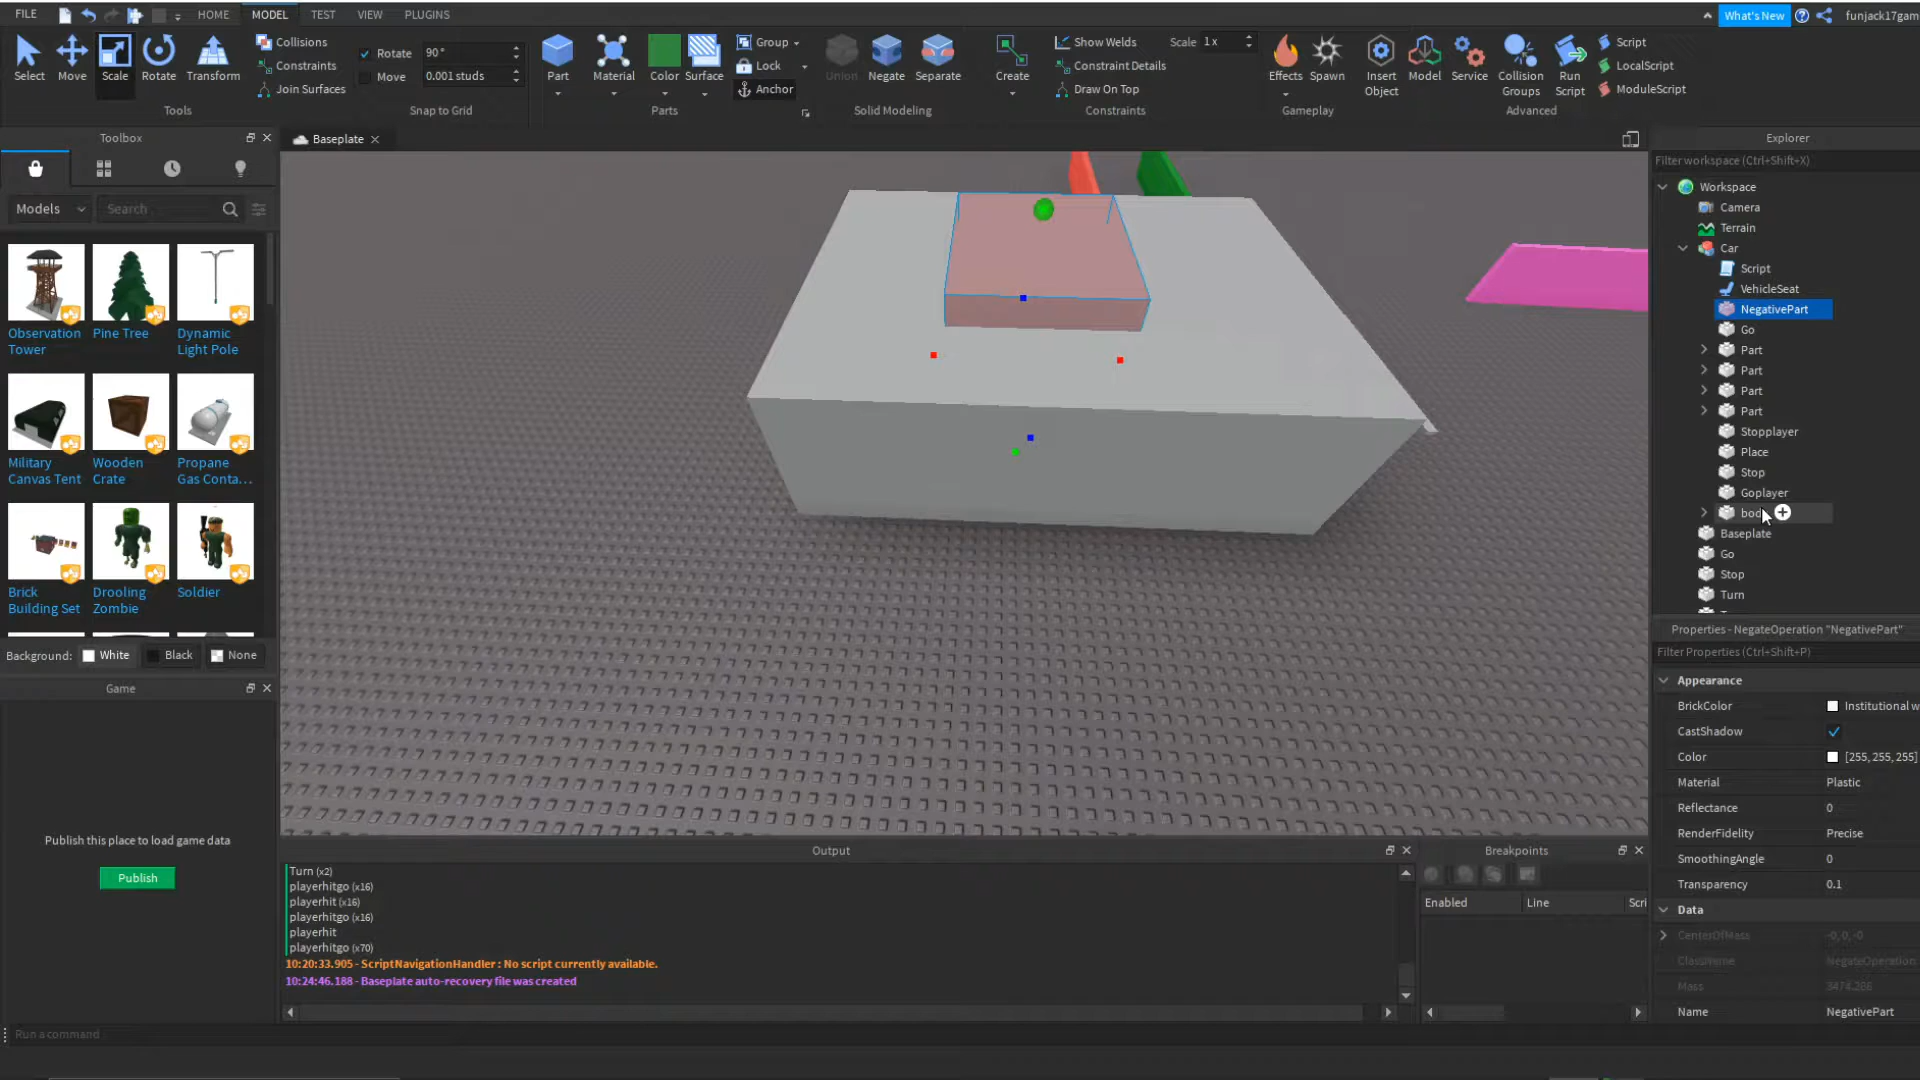 FILE HOME MODEL TEST VIEW PLUGINS What's New funjack17gam
Select Move Scale Rotate Transform
Tools
Collisions
Constraints
Join Surfaces
Rotate 90°
Move 0.001 studs
Snap to Grid
Part Material Color Surface
Group
Lock
Anchor
Parts
Union Negate Separate
Solid Modeling
Create
Show Welds Scale 1x
Constraint Details
Draw On Top
Constraints
Effects Spawn
Gameplay
Insert Object Model Service Collision Groups Run Script
Script
LocalScript
ModuleScript
Advanced
Toolbox
Models Search
Observation Tower
Pine Tree
Dynamic Light Pole
Military Canvas Tent
Wooden Crate
Propane Gas Conta...
Brick Building Set
Drooling Zombie
Soldier
Background: White Black None
Game
Publish this place to load game data
Publish
Baseplate
Output
Turn (x2)
playerhitgo (x16)
playerhit (x16)
playerhitgo (x16)
playerhit
playerhitgo (x70)
10:20:33.905 - ScriptNavigationHandler : No script currently available.
10:24:46.188 - Baseplate auto-recovery file was created
Run a command
Breakpoints
Enabled Line Scri
Explorer
Filter workspace (Ctrl+Shift+X)
Workspace
Camera
Terrain
Car
Script
VehicleSeat
NegativePart
Go
Part
Part
Part
Part
Stopplayer
Place
Stop
Goplayer
Baseplate
Go
Stop
Turn
Properties - NegateOperation "NegativePart"
Filter Properties (Ctrl+Shift+P)
Appearance
BrickColor Institutional w
CastShadow
Color [255, 255, 255]
Material Plastic
Reflectance 0
RenderFidelity Precise
SmoothingAngle 0
Transparency 0.1
Data
CenterOfMass -0, 0, -0
ClassName NegateOperation
Mass 3474.266
Name NegativePart